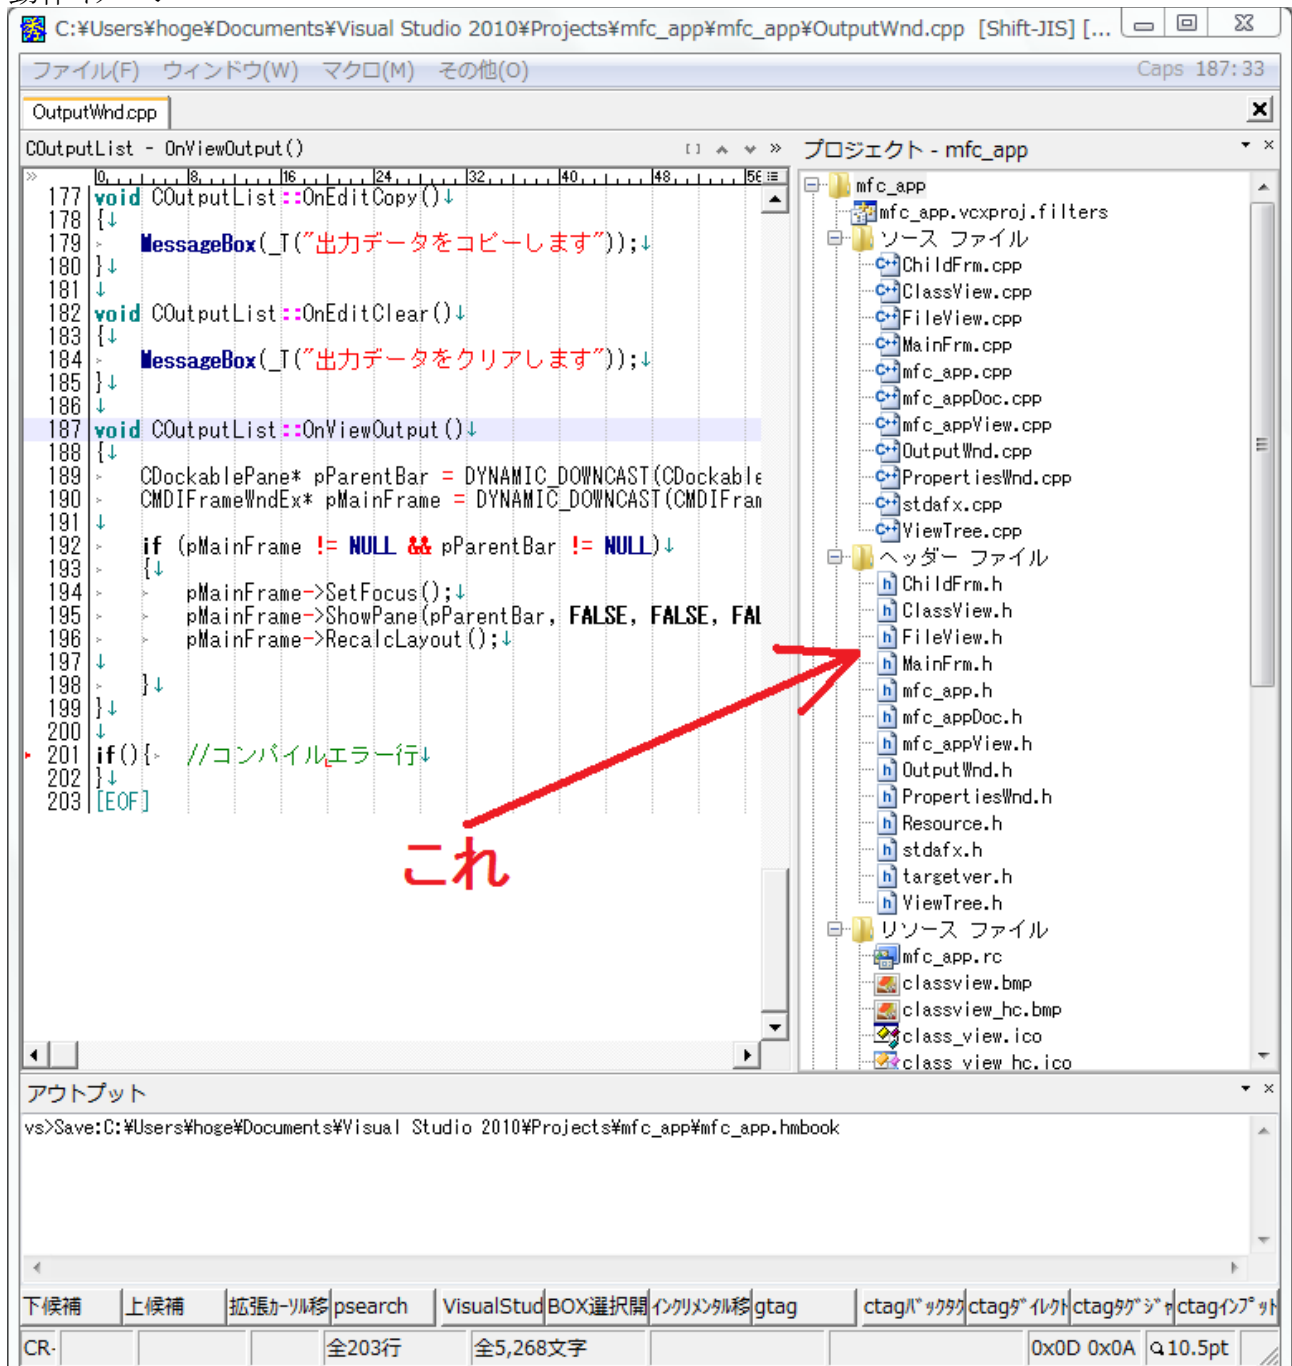 C:¥Users¥hoge¥Documents¥Visual Studio 2010¥Projects¥mfc_app¥mfc_app¥OutputWnd.cpp [Shift-JIS] [...
ファイル(F) ウィンドウ(W) マクロ(M) その他(O) Caps 187:33
OutputWnd.cpp
COutputList - OnViewOutput()
0 8 16 24 32 40 48 56
177 void COutputList::OnEditCopy()↓
178 {↓
179 MessageBox(_T("出力データをコピーします"));↓
180 }↓
181 ↓
182 void COutputList::OnEditClear()↓
183 {↓
184 MessageBox(_T("出力データをクリアします"));↓
185 }↓
186 ↓
187 void COutputList::OnViewOutput()↓
188 {↓
189 CDockablePane* pParentBar = DYNAMIC_DOWNCAST(CDockable
190 CMDIFrameWndEx* pMainFrame = DYNAMIC_DOWNCAST(CMDIFram
191 ↓
192 if (pMainFrame != NULL && pParentBar != NULL)↓
193 {↓
194 pMainFrame->SetFocus();↓
195 pMainFrame->ShowPane(pParentBar, FALSE, FALSE, FAL
196 pMainFrame->RecalcLayout();↓
197 ↓
198 }↓
199 }↓
200 ↓
201 if(){ //コンパイルエラー行↓
202 }↓
203 [EOF]
これ
プロジェクト - mfc_app
mfc_app
mfc_app.vcxproj.filters
ソース ファイル
ChildFrm.cpp
ClassView.cpp
FileView.cpp
MainFrm.cpp
mfc_app.cpp
mfc_appDoc.cpp
mfc_appView.cpp
OutputWnd.cpp
PropertiesWnd.cpp
stdafx.cpp
ViewTree.cpp
ヘッダー ファイル
ChildFrm.h
ClassView.h
FileView.h
MainFrm.h
mfc_app.h
mfc_appDoc.h
mfc_appView.h
OutputWnd.h
PropertiesWnd.h
Resource.h
stdafx.h
targetver.h
ViewTree.h
リソース ファイル
mfc_app.rc
classview.bmp
classview_hc.bmp
class_view.ico
class_view_hc.ico
アウトプット
vs>Save:C:¥Users¥hoge¥Documents¥Visual Studio 2010¥Projects¥mfc_app¥mfc_app.hmbook
下候補 上候補 拡張ｶｰｿﾙ移 psearch VisualStud BOX選択開 ｲﾝｸﾘﾒﾝﾀﾙ移 gtag ctagﾊﾞｯｸﾀｸ ctagﾀﾞｲﾚｸﾄ ctagﾀｸﾞｼﾞｬ ctagｲﾝﾌﾟｯﾄ
CR- 全203行 全5,268文字 0x0D 0x0A 10.5pt